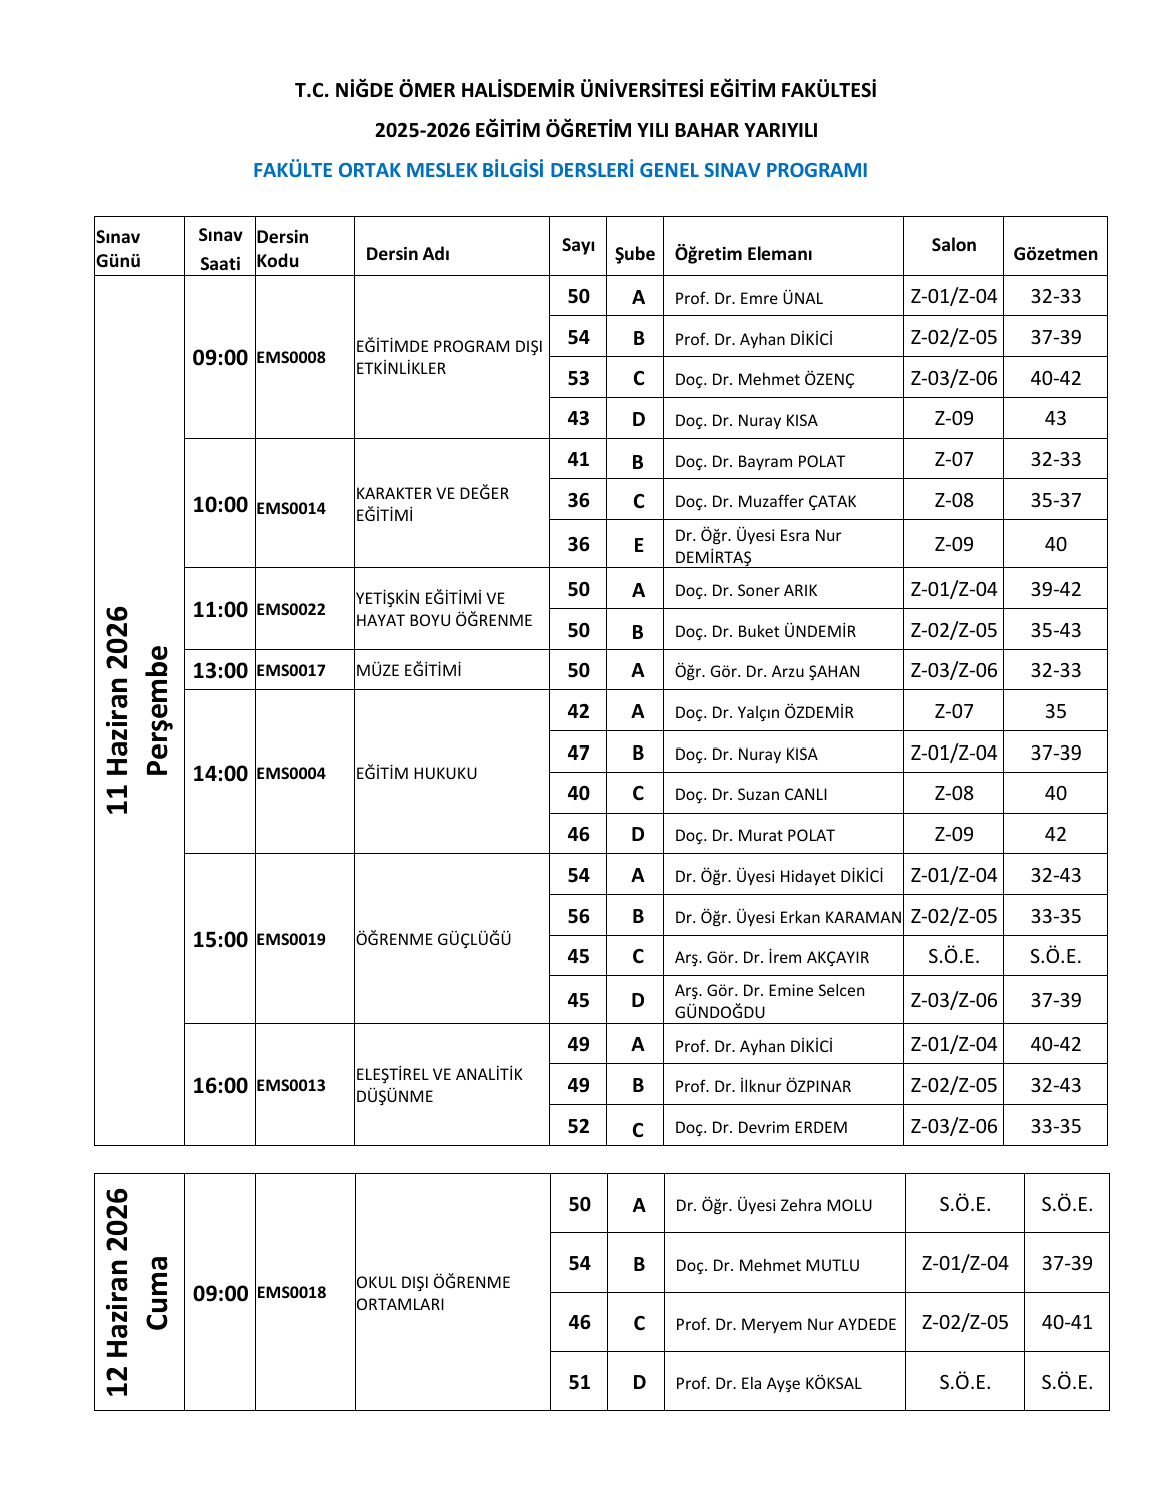 T.C. NİĞDE ÖMER HALİSDEMİR ÜNİVERSİTESİ EĞİTİM FAKÜLTESİ
2025-2026 EĞİTİM ÖĞRETİM YILI BAHAR YARIYILI
FAKÜLTE ORTAK MESLEK BİLGİSİ DERSLERİ GENEL SINAV PROGRAMI
Sınav Günü Sınav Saati Dersin Kodu Dersin Adı Sayı Şube Öğretim Elemanı Salon Gözetmen
11 Haziran 2026 Perşembe
09:00 EMS0008 EĞİTİMDE PROGRAM DIŞI ETKİNLİKLER
50 A Prof. Dr. Emre ÜNAL Z-01/Z-04 32-33
54 B Prof. Dr. Ayhan DİKİCİ Z-02/Z-05 37-39
53 C Doç. Dr. Mehmet ÖZENÇ Z-03/Z-06 40-42
43 D Doç. Dr. Nuray KISA Z-09 43
10:00 EMS0014 KARAKTER VE DEĞER EĞİTİMİ
41 B Doç. Dr. Bayram POLAT Z-07 32-33
36 C Doç. Dr. Muzaffer ÇATAK Z-08 35-37
36 E Dr. Öğr. Üyesi Esra Nur DEMİRTAŞ Z-09 40
11:00 EMS0022 YETİŞKİN EĞİTİMİ VE HAYAT BOYU ÖĞRENME
50 A Doç. Dr. Soner ARIK Z-01/Z-04 39-42
50 B Doç. Dr. Buket ÜNDEMİR Z-02/Z-05 35-43
13:00 EMS0017 MÜZE EĞİTİMİ 50 A Öğr. Gör. Dr. Arzu ŞAHAN Z-03/Z-06 32-33
14:00 EMS0004 EĞİTİM HUKUKU
42 A Doç. Dr. Yalçın ÖZDEMİR Z-07 35
47 B Doç. Dr. Nuray KISA Z-01/Z-04 37-39
40 C Doç. Dr. Suzan CANLI Z-08 40
46 D Doç. Dr. Murat POLAT Z-09 42
15:00 EMS0019 ÖĞRENME GÜÇLÜĞÜ
54 A Dr. Öğr. Üyesi Hidayet DİKİCİ Z-01/Z-04 32-43
56 B Dr. Öğr. Üyesi Erkan KARAMAN Z-02/Z-05 33-35
45 C Arş. Gör. Dr. İrem AKÇAYIR S.Ö.E. S.Ö.E.
45 D Arş. Gör. Dr. Emine Selcen GÜNDOĞDU Z-03/Z-06 37-39
16:00 EMS0013 ELEŞTİREL VE ANALİTİK DÜŞÜNME
49 A Prof. Dr. Ayhan DİKİCİ Z-01/Z-04 40-42
49 B Prof. Dr. İlknur ÖZPINAR Z-02/Z-05 32-43
52 C Doç. Dr. Devrim ERDEM Z-03/Z-06 33-35
12 Haziran 2026 Cuma
09:00 EMS0018 OKUL DIŞI ÖĞRENME ORTAMLARI
50 A Dr. Öğr. Üyesi Zehra MOLU S.Ö.E. S.Ö.E.
54 B Doç. Dr. Mehmet MUTLU Z-01/Z-04 37-39
46 C Prof. Dr. Meryem Nur AYDEDE Z-02/Z-05 40-41
51 D Prof. Dr. Ela Ayşe KÖKSAL S.Ö.E. S.Ö.E.